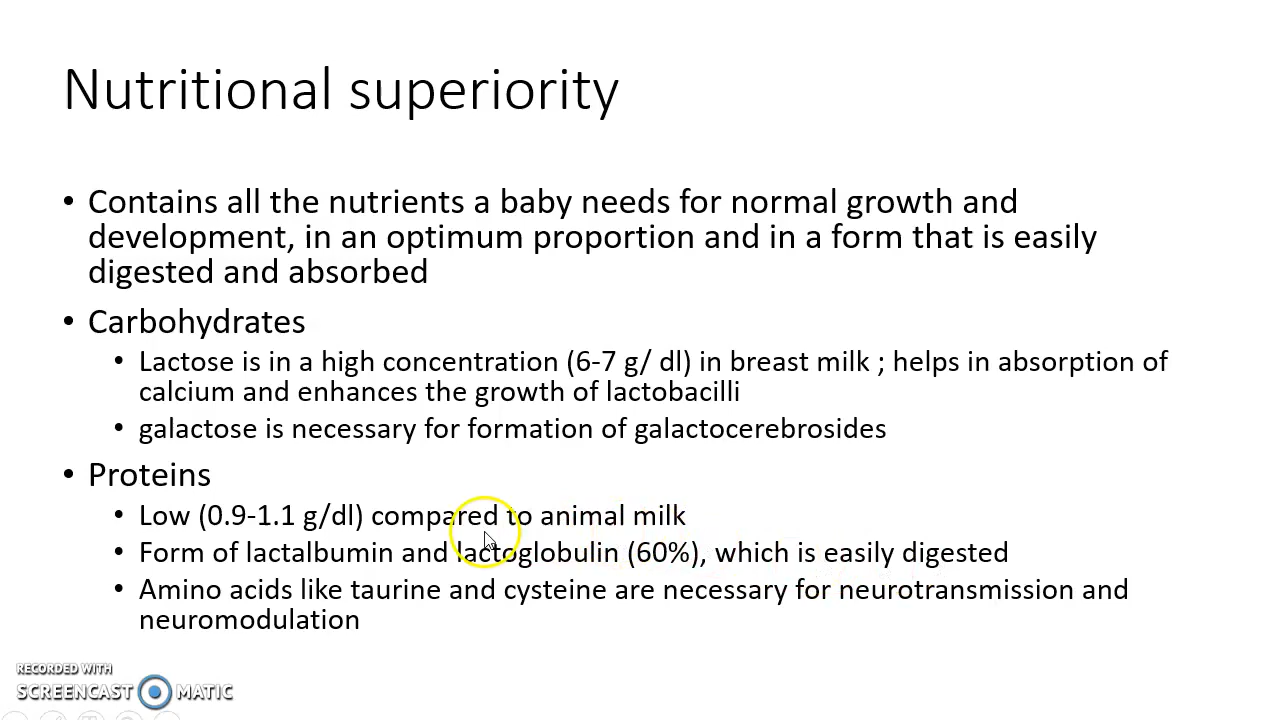 Nutritional superiority
• Contains all the nutrients a baby needs for normal growth and
development, in an optimum proportion and in a form that is easily
digested and absorbed
• Carbohydrates
• Lactose is in a high concentration (6-7 g/ dl) in breast milk ; helps in absorption of
calcium and enhances the growth of lactobacilli
• galactose is necessary for formation of galactocerebrosides
• Proteins
• Low (0.9-1.1 g/dl) compared to animal milk
• Form of lactalbumin and lactoglobulin (60%), which is easily digested
• Amino acids like taurine and cysteine are necessary for neurotransmission and
neuromodulation
RECORDED WITH
SCREENCAST MATIC